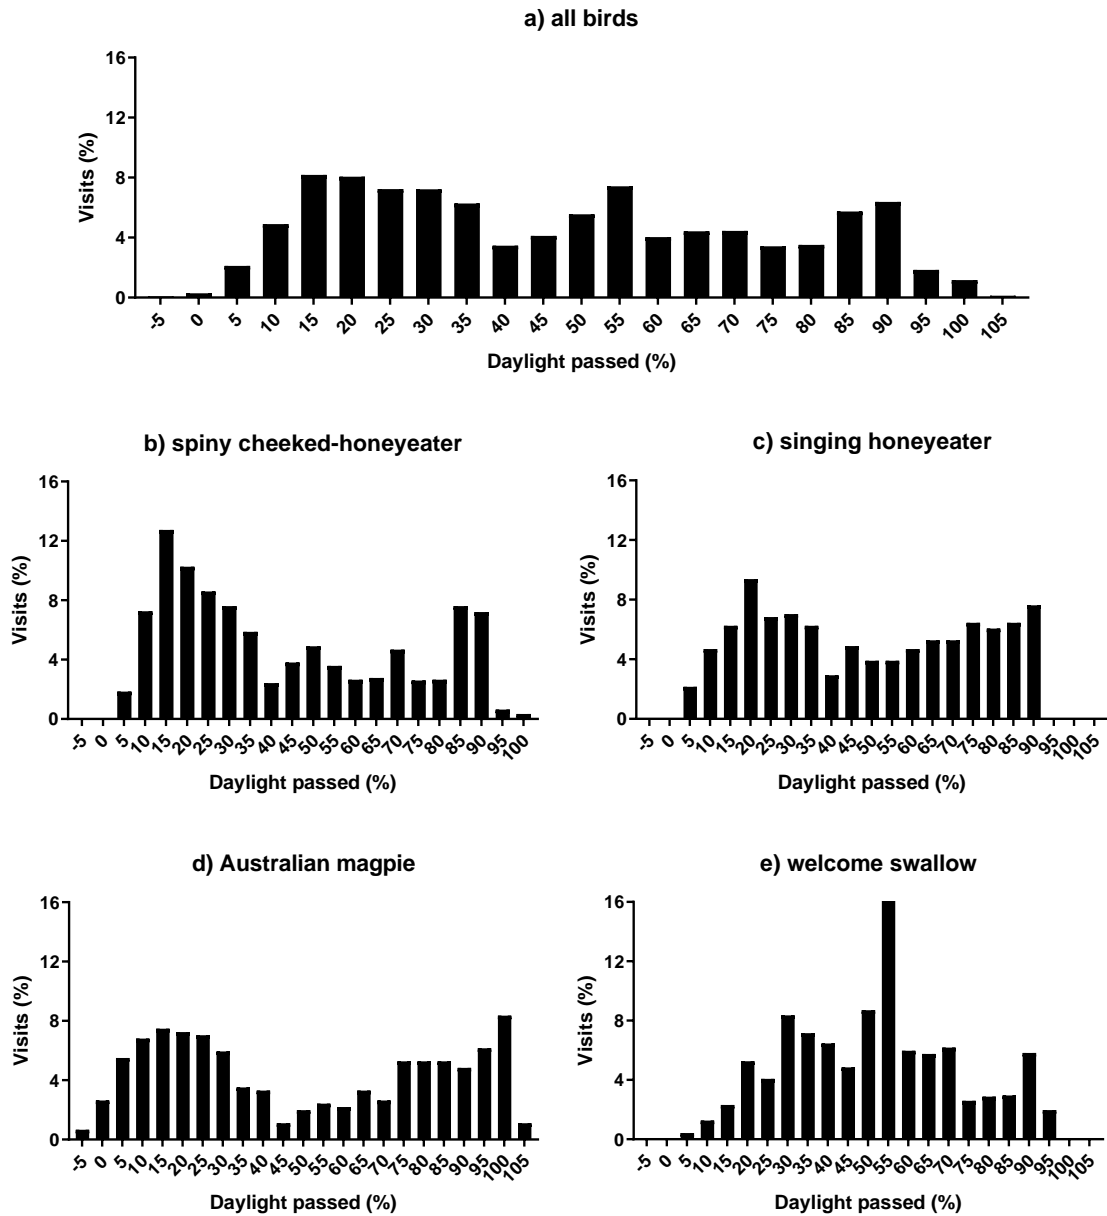 a) all birds
16
12
8
4
0
Visits (%)
-5 0 5 10 15 20 25 30 35 40 45 50 55 60 65 70 75 80 85 90 95 100 105
Daylight passed (%)
b) spiny cheeked-honeyeater
16
12
8
4
0
Visits (%)
-5 0 5 10 15 20 25 30 35 40 45 50 55 60 65 70 75 80 85 90 95 100
Daylight passed (%)
c) singing honeyeater
16
12
8
4
0
Visits (%)
-5 0 5 10 15 20 25 30 35 40 45 50 55 60 65 70 75 80 85 90 95 100 105
Daylight passed (%)
d) Australian magpie
16
12
8
4
0
Visits (%)
-5 0 5 10 15 20 25 30 35 40 45 50 55 60 65 70 75 80 85 90 95 100 105
Daylight passed (%)
e) welcome swallow
16
12
8
4
0
Visits (%)
-5 0 5 10 15 20 25 30 35 40 45 50 55 60 65 70 75 80 85 90 95 100 105
Daylight passed (%)